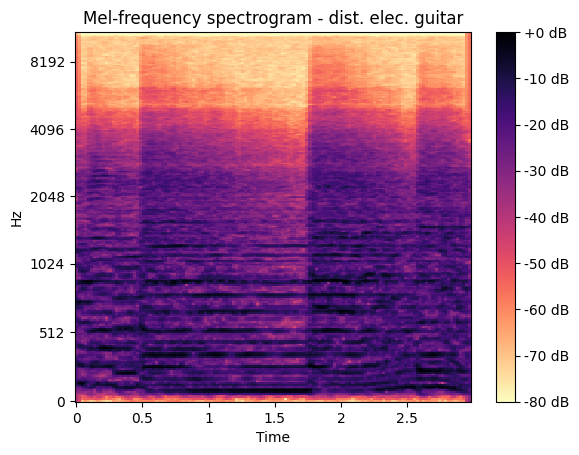 Mel-frequency spectrogram - dist. elec. guitar
Hz
8192
4096
2048
1024
512
0
0
0.5
1
1.5
2
2.5
Time
+0 dB
-10 dB
-20 dB
-30 dB
-40 dB
-50 dB
-60 dB
-70 dB
-80 dB